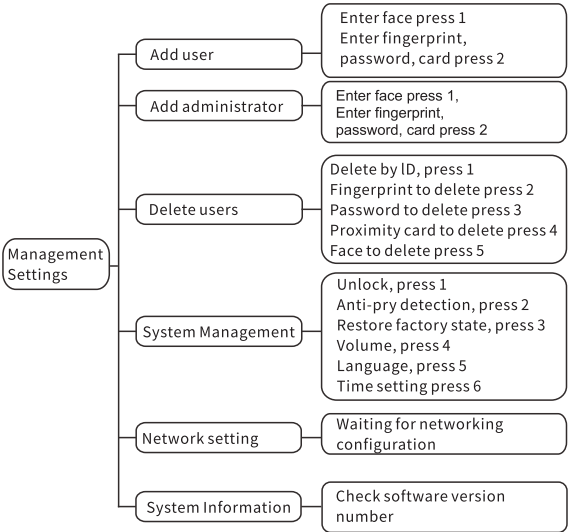 Management
Settings
Add user
Enter face press 1
Enter fingerprint,
password, card press 2
Add administrator
Enter face press 1,
Enter fingerprint,
password, card press 2
Delete users
Delete by lD, press 1
Fingerprint to delete press 2
Password to delete press 3
Proximity card to delete press 4
Face to delete press 5
System Management
Unlock, press 1
Anti-pry detection, press 2
Restore factory state, press 3
Volume, press 4
Language, press 5
Time setting press 6
Network setting
Waiting for networking
configuration
System Information
Check software version
number